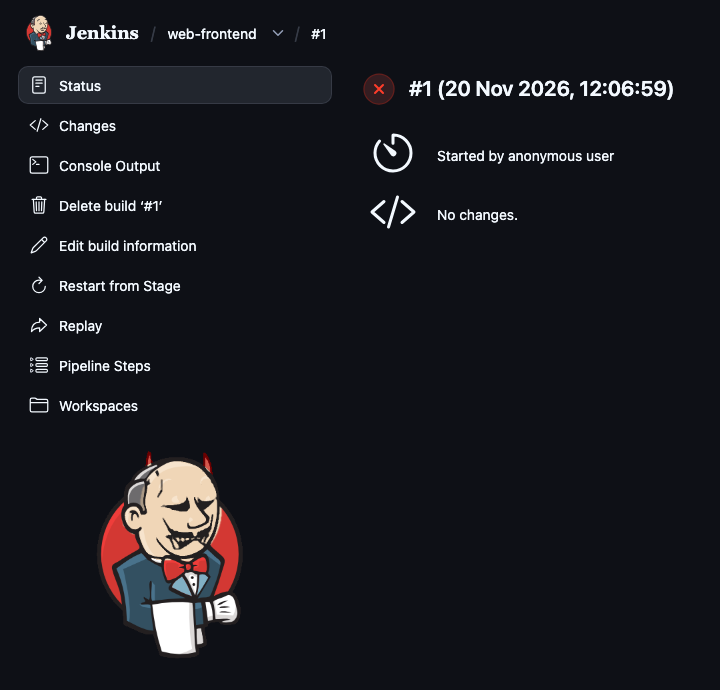 Jenkins / web-frontend / #1
Status
Changes
Console Output
Delete build ‘#1’
Edit build information
Restart from Stage
Replay
Pipeline Steps
Workspaces
#1 (20 Nov 2026, 12:06:59)
Started by anonymous user
No changes.